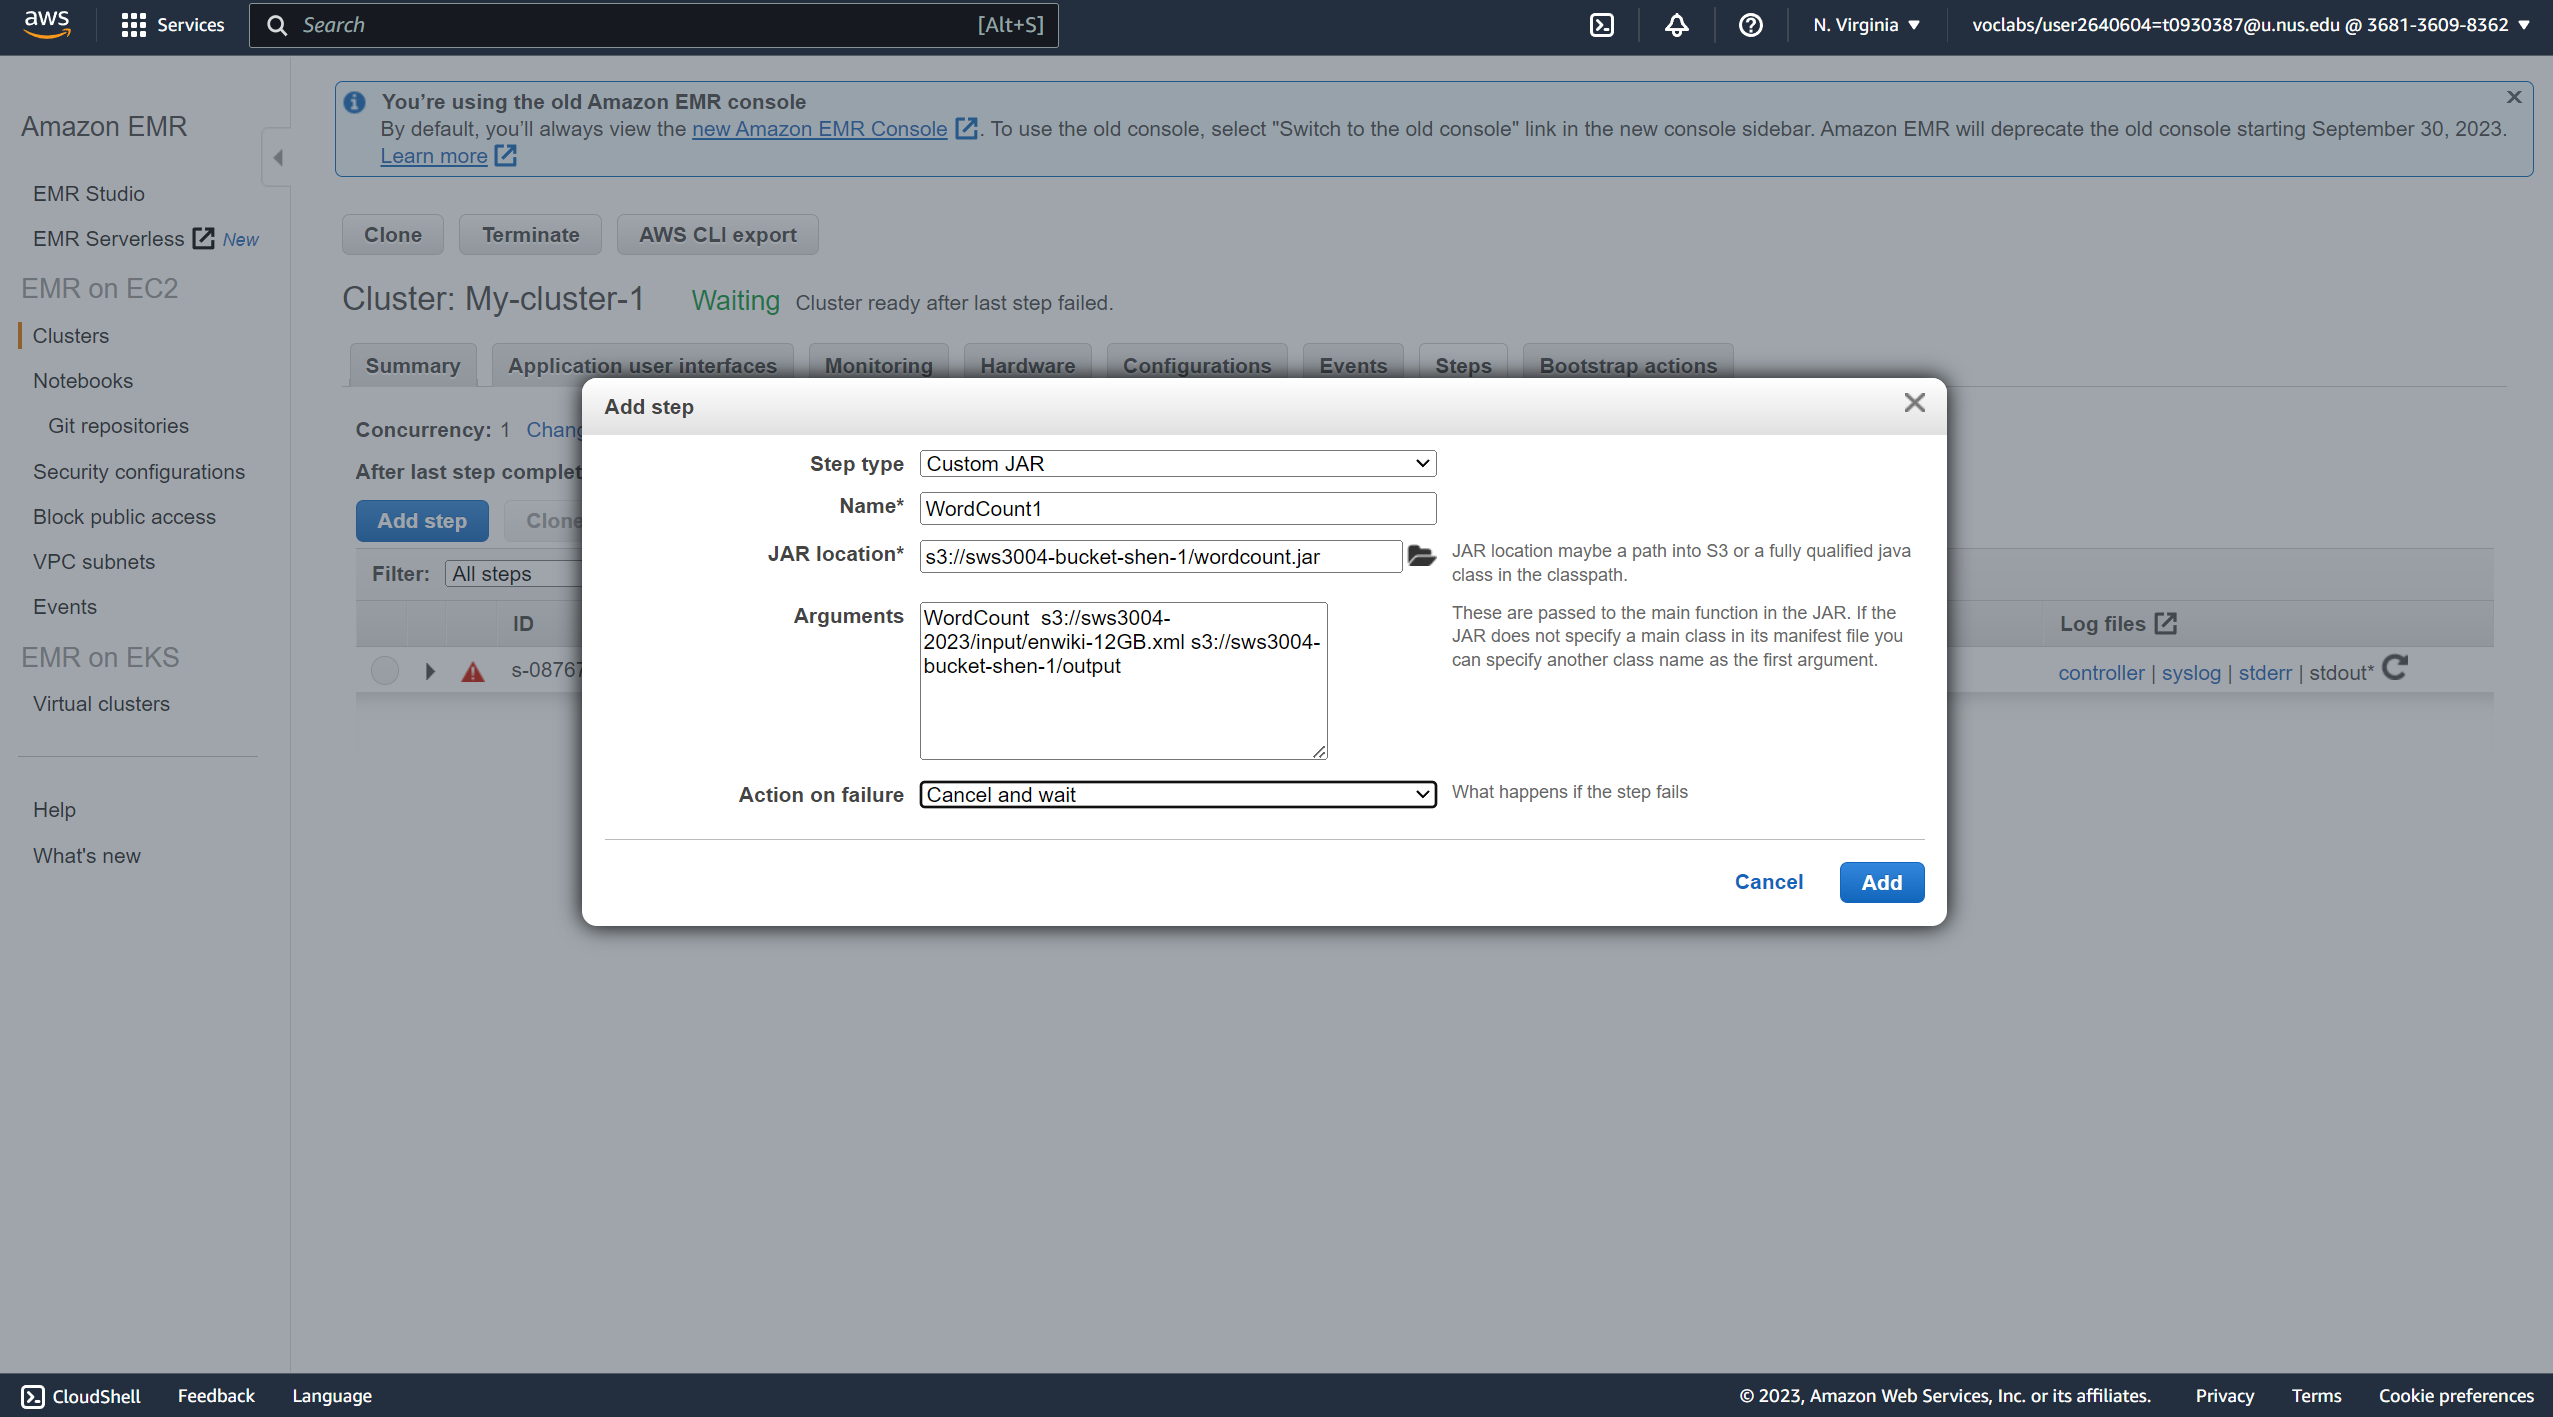 aws
Services
Search
[Alt+S]
N. Virginia
voclabs/user2640604=t0930387@u.nus.edu @ 3681-3609-8362
Amazon EMR
EMR Studio
EMR Serverless New
EMR on EC2
Clusters
Notebooks
Git repositories
Security configurations
Block public access
VPC subnets
Events
EMR on EKS
Virtual clusters
Help
What's new
You’re using the old Amazon EMR console
By default, you’ll always view the new Amazon EMR Console . To use the old console, select "Switch to the old console" link in the new console sidebar. Amazon EMR will deprecate the old console starting September 30, 2023.
Learn more
Clone
Terminate
AWS CLI export
Cluster: My-cluster-1 Waiting Cluster ready after last step failed.
Summary
Application user interfaces
Monitoring
Hardware
Configurations
Events
Steps
Bootstrap actions
Concurrency: 1 Chang
After last step complet
Add step
Clone
Filter: All steps
ID
Log files
s-08767
controller | syslog | stderr | stdout*
Add step
Step type Custom JAR
Name* WordCount1
JAR location* s3://sws3004-bucket-shen-1/wordcount.jar
JAR location maybe a path into S3 or a fully qualified java
class in the classpath.
Arguments
WordCount  s3://sws3004-
2023/input/enwiki-12GB.xml s3://sws3004-
bucket-shen-1/output
These are passed to the main function in the JAR. If the
JAR does not specify a main class in its manifest file you
can specify another class name as the first argument.
Action on failure Cancel and wait
What happens if the step fails
Cancel
Add
CloudShell
Feedback
Language
© 2023, Amazon Web Services, Inc. or its affiliates.
Privacy
Terms
Cookie preferences